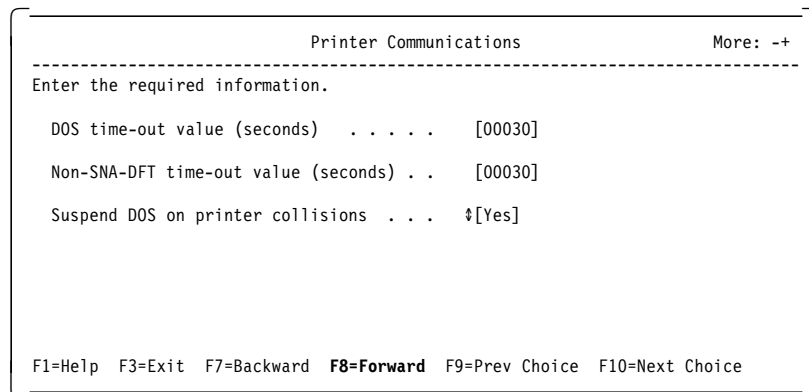 Printer Communications More: -+
--------------------------------------------------------------------------------
Enter the required information.
DOS time-out value (seconds) . . . . . [00030]
Non-SNA-DFT time-out value (seconds) . . [00030]
Suspend DOS on printer collisions . . . ⇕[Yes]
F1=Help F3=Exit F7=Backward F8=Forward F9=Prev Choice F10=Next Choice